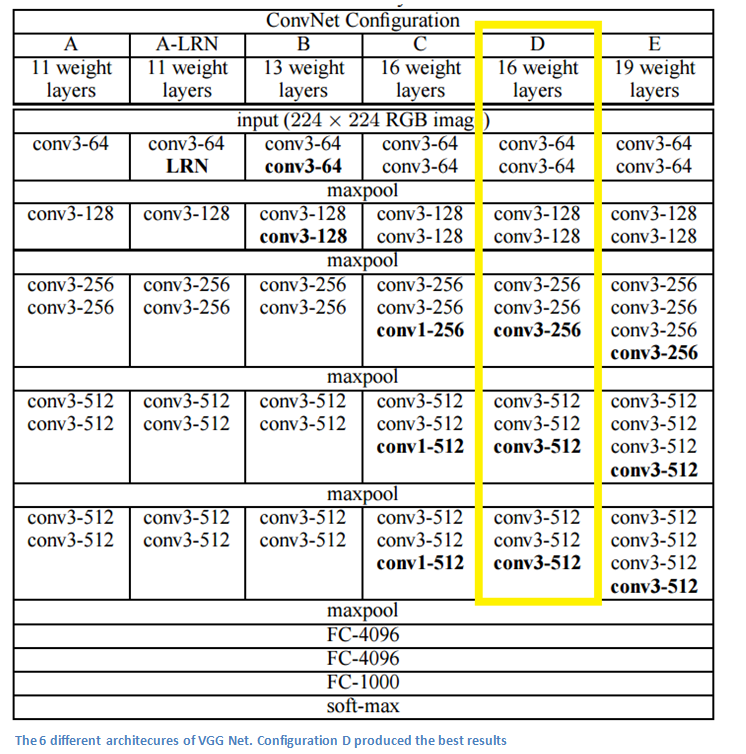 ConvNet Configuration
A A-LRN B C D E
11 weight 11 weight 13 weight 16 weight 16 weight 19 weight
layers layers layers layers layers layers
input (224 × 224 RGB image)
conv3-64 conv3-64 conv3-64 conv3-64 conv3-64 conv3-64
LRN conv3-64 conv3-64 conv3-64 conv3-64
maxpool
conv3-128 conv3-128 conv3-128 conv3-128 conv3-128 conv3-128
conv3-128 conv3-128 conv3-128 conv3-128
maxpool
conv3-256 conv3-256 conv3-256 conv3-256 conv3-256 conv3-256
conv3-256 conv3-256 conv3-256 conv3-256 conv3-256 conv3-256
conv1-256 conv3-256 conv3-256
conv3-256
maxpool
conv3-512 conv3-512 conv3-512 conv3-512 conv3-512 conv3-512
conv3-512 conv3-512 conv3-512 conv3-512 conv3-512 conv3-512
conv1-512 conv3-512 conv3-512
conv3-512
maxpool
conv3-512 conv3-512 conv3-512 conv3-512 conv3-512 conv3-512
conv3-512 conv3-512 conv3-512 conv3-512 conv3-512 conv3-512
conv1-512 conv3-512 conv3-512
conv3-512
maxpool
FC-4096
FC-4096
FC-1000
soft-max
The 6 different architecures of VGG Net. Configuration D produced the best results